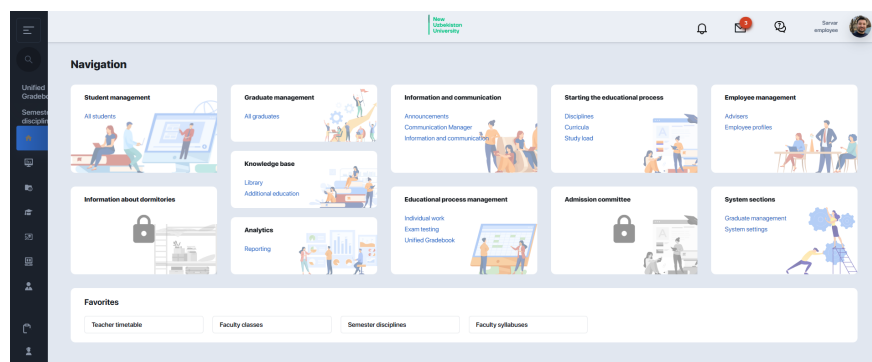 New
Uzbekistan
University
3
Server
employee
Unified
Semest
disciplin
Navigation
Student management
All students
Graduate management
All graduates
Information and communication
Announcements
Communication Manager
Information and communication
Starting the educational process
Disciplines
Curricula
Study load
Employee management
Advisers
Employee profiles
Knowledge base
Library
Additional education
Information about dormitories
Analytics
Reporting
Educational process management
Individual work
Exam testing
Unified Gradebook
Admission committee
System sections
Graduate management
System settings
Favorites
Teacher timetable
Faculty classes
Semester disciplines
Faculty syllabuses